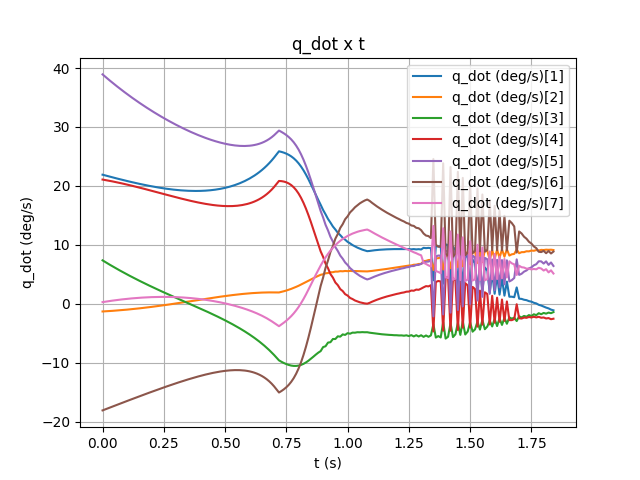 q_dot x t
q_dot (deg/s)
40
30
20
10
0
−10
−20
q_dot (deg/s)[1]
q_dot (deg/s)[2]
q_dot (deg/s)[3]
q_dot (deg/s)[4]
q_dot (deg/s)[5]
q_dot (deg/s)[6]
q_dot (deg/s)[7]
0.00 0.25 0.50 0.75 1.00 1.25 1.50 1.75
t (s)